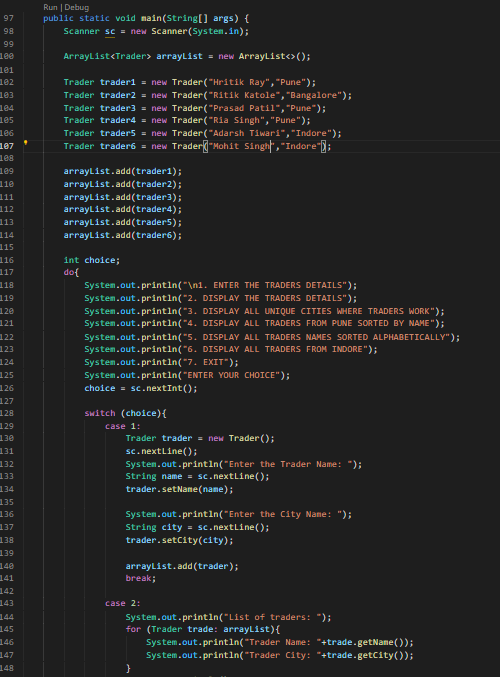 Run | Debug
97 public static void main(String[] args) {
98 Scanner sc = new Scanner(System.in);
99
100 ArrayList<Trader> arrayList = new ArrayList<>();
101
102 Trader trader1 = new Trader("Hritik Ray","Pune");
103 Trader trader2 = new Trader("Ritik Katole","Bangalore");
104 Trader trader3 = new Trader("Prasad Patil","Pune");
105 Trader trader4 = new Trader("Ria Singh","Pune");
106 Trader trader5 = new Trader("Adarsh Tiwari","Indore");
107 Trader trader6 = new Trader("Mohit Singh","Indore");
108
109 arrayList.add(trader1);
110 arrayList.add(trader2);
111 arrayList.add(trader3);
112 arrayList.add(trader4);
113 arrayList.add(trader5);
114 arrayList.add(trader6);
115
116 int choice;
117 do{
118 System.out.println("\n1. ENTER THE TRADERS DETAILS");
119 System.out.println("2. DISPLAY THE TRADERS DETAILS");
120 System.out.println("3. DISPLAY ALL UNIQUE CITIES WHERE TRADERS WORK");
121 System.out.println("4. DISPLAY ALL TRADERS FROM PUNE SORTED BY NAME");
122 System.out.println("5. DISPLAY ALL TRADERS NAMES SORTED ALPHABETICALLY");
123 System.out.println("6. DISPLAY ALL TRADERS FROM INDORE");
124 System.out.println("7. EXIT");
125 System.out.println("ENTER YOUR CHOICE");
126 choice = sc.nextInt();
127
128 switch (choice){
129 case 1:
130 Trader trader = new Trader();
131 sc.nextLine();
132 System.out.println("Enter the Trader Name: ");
133 String name = sc.nextLine();
134 trader.setName(name);
135
136 System.out.println("Enter the City Name: ");
137 String city = sc.nextLine();
138 trader.setCity(city);
139
140 arrayList.add(trader);
141 break;
142
143 case 2:
144 System.out.println("List of traders: ");
145 for (Trader trade: arrayList){
146 System.out.println("Trader Name: "+trade.getName());
147 System.out.println("Trader City: "+trade.getCity());
148 }